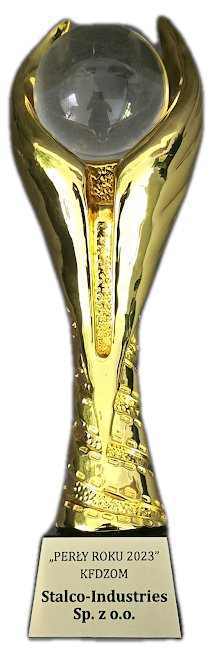 „PERŁY ROKU 2023”
KFDZOM
Stalco-Industries
Sp. z o.o.